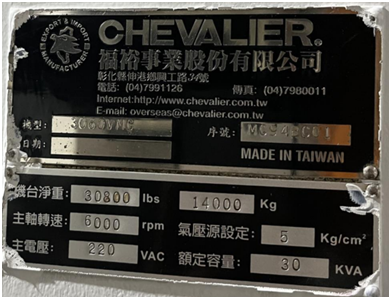 EXPORT & IMPORT
MANUFACTURER
CHEVALIER®
福裕事業股份有限公司
彰化縣伸港鄉興工路34號
電話: (04)7991126 傳真: (04)7980011
Internet:http://www.chevalier.com.tw
E-mail: overseas@chevalier.com.tw
機型: 序號:
日期: MADE IN TAIWAN
機台淨重: 30800 lbs 14000 Kg
主軸轉速: 6000 rpm 氣壓源設定: 5 Kg/cm²
主電壓: 220 VAC 額定容量: 30 KVA